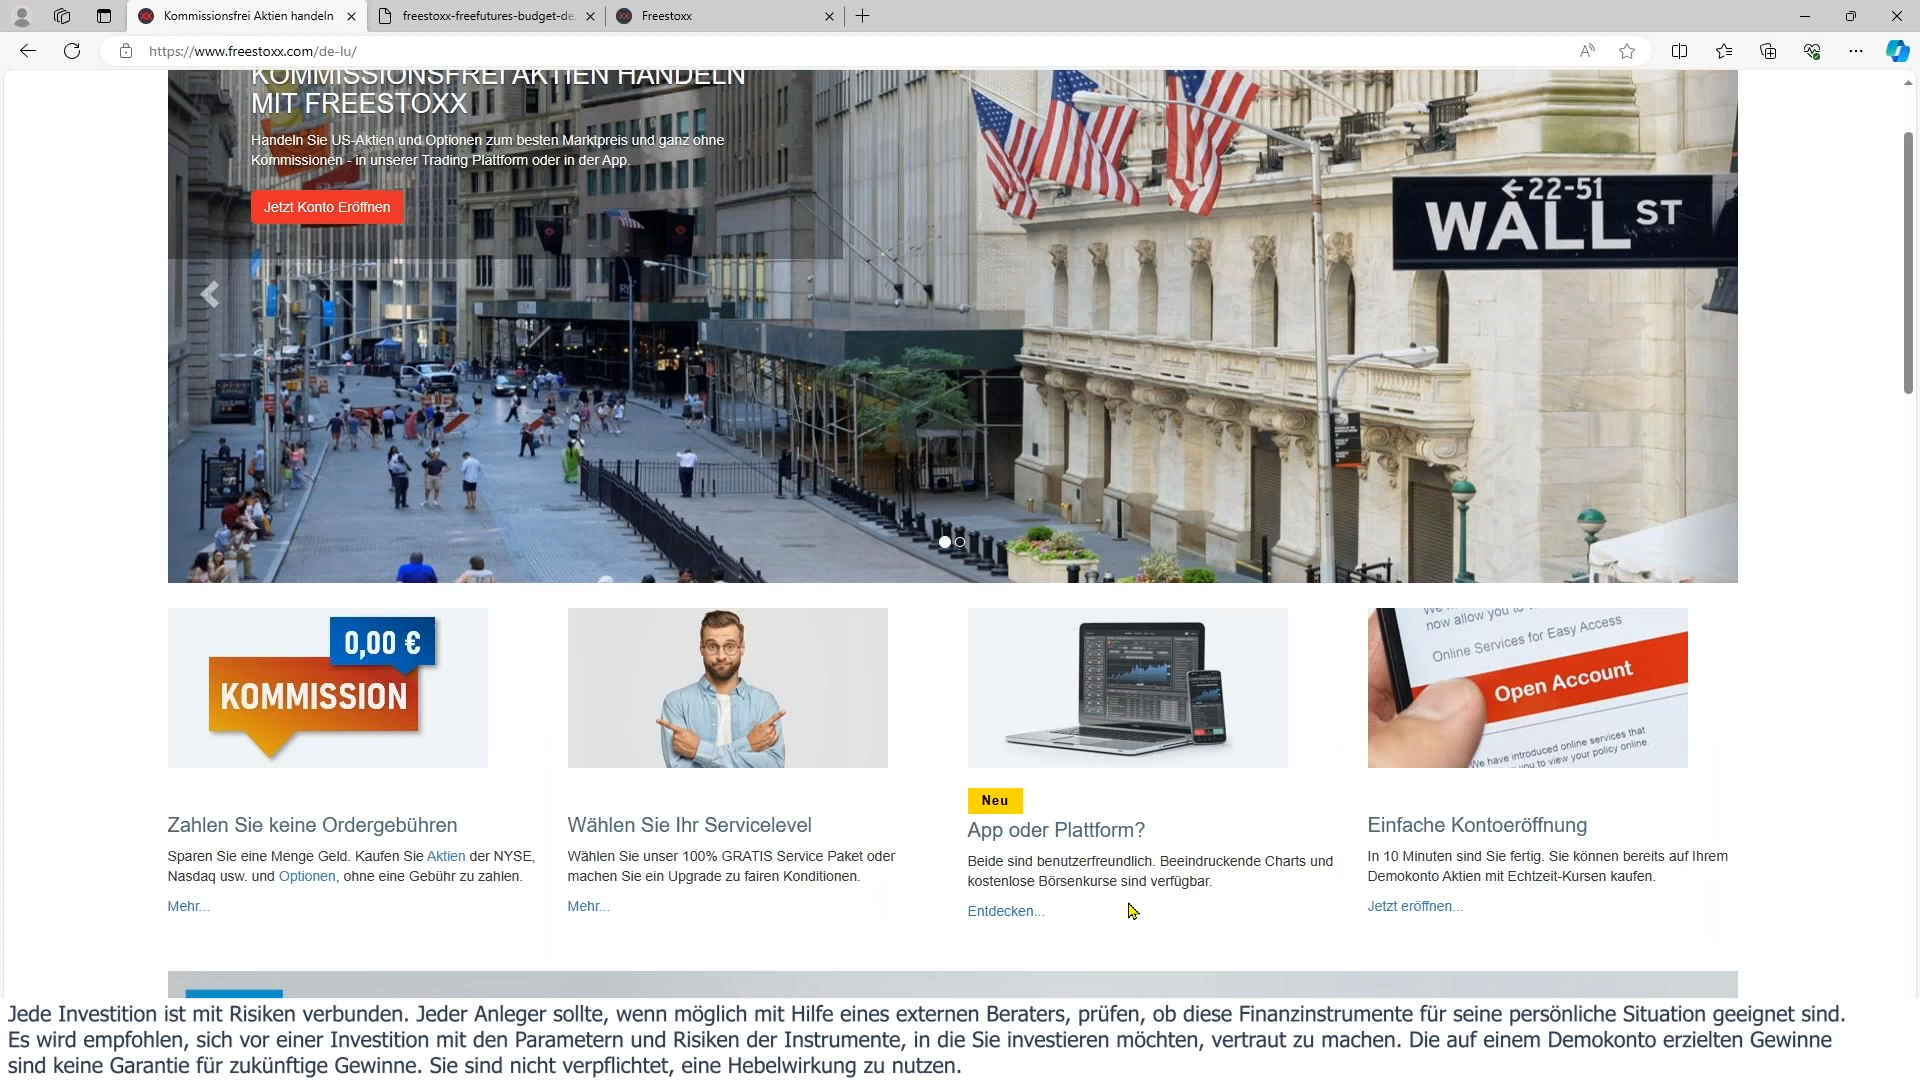 Kommissionsfrei Aktien handeln
freestoxx-freefutures-budget-de
Freestoxx
https://www.freestoxx.com/de-lu/
KOMMISSIONSFREI AKTIEN HANDELN
MIT FREESTOXX
Handeln Sie US-Aktien und Optionen zum besten Marktpreis und ganz ohne
Kommissionen - in unserer Trading Plattform oder in der App.
Jetzt Konto Eröffnen
←22-51
WALL ST
0,00 €
KOMMISSION
now allow you to
Online Services for Easy Access
Open Account
We have introduced online services that
you to view your policy online.
Neu
Zahlen Sie keine Ordergebühren
Sparen Sie eine Menge Geld. Kaufen Sie Aktien der NYSE,
Nasdaq usw. und Optionen, ohne eine Gebühr zu zahlen.
Mehr...
Wählen Sie Ihr Servicelevel
Wählen Sie unser 100% GRATIS Service Paket oder
machen Sie ein Upgrade zu fairen Konditionen.
Mehr...
App oder Plattform?
Beide sind benutzerfreundlich. Beeindruckende Charts und
kostenlose Börsenkurse sind verfügbar.
Entdecken...
Einfache Kontoeröffnung
In 10 Minuten sind Sie fertig. Sie können bereits auf Ihrem
Demokonto Aktien mit Echtzeit-Kursen kaufen.
Jetzt eröffnen...
Jede Investition ist mit Risiken verbunden. Jeder Anleger sollte, wenn möglich mit Hilfe eines externen Beraters, prüfen, ob diese Finanzinstrumente für seine persönliche Situation geeignet sind.
Es wird empfohlen, sich vor einer Investition mit den Parametern und Risiken der Instrumente, in die Sie investieren möchten, vertraut zu machen. Die auf einem Demokonto erzielten Gewinne
sind keine Garantie für zukünftige Gewinne. Sie sind nicht verpflichtet, eine Hebelwirkung zu nutzen.